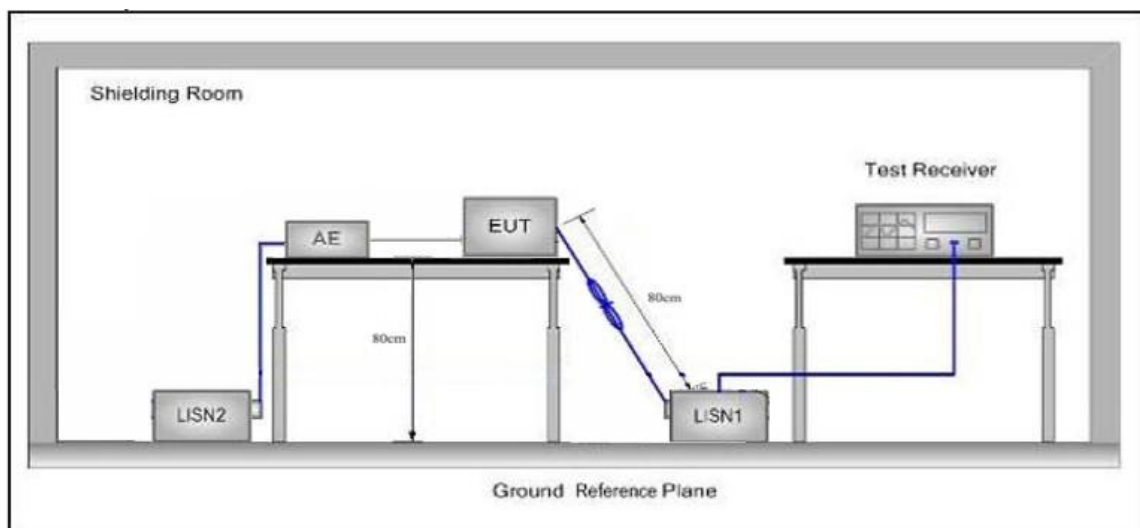 Shielding Room
Test Receiver
EUT
AE
80cm
80cm
LISN2
LISN1
Ground Reference Plane